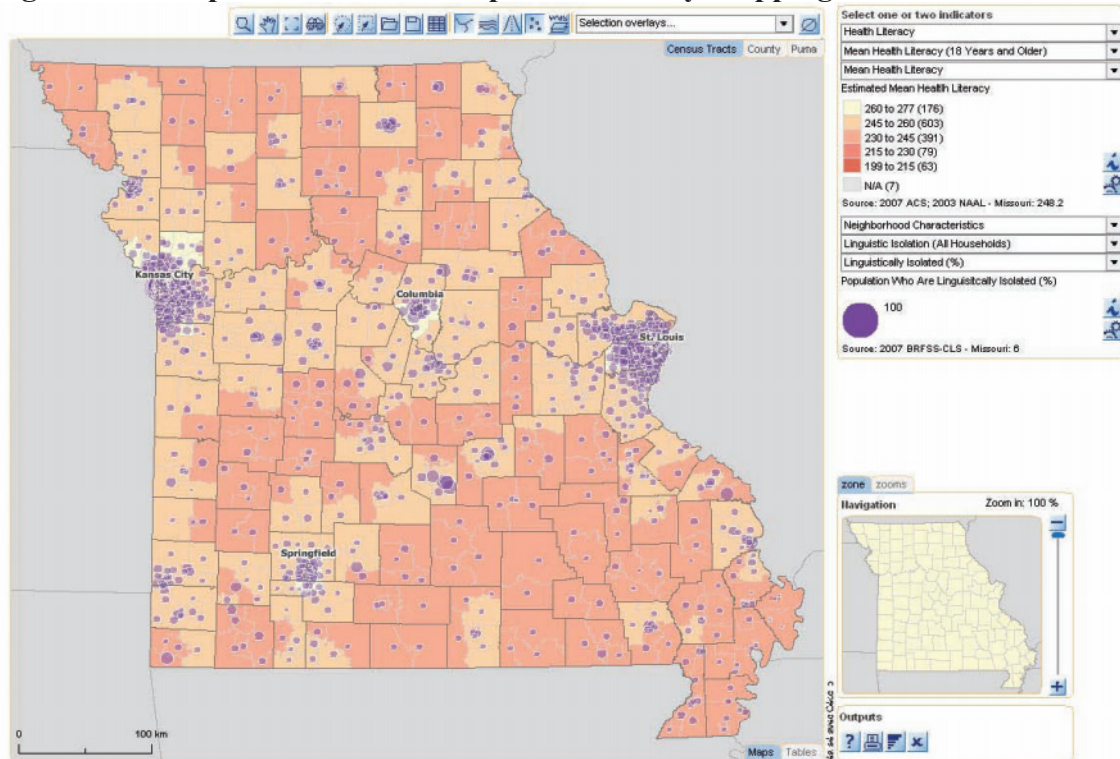 Selection overlays...
Census Tracts County Puma
Kansas City
Columbia
St. Louis
Springfield
0 100 km
Maps Tables
Select one or two indicators
Health Literacy
Mean Health Literacy (18 Years and Older)
Mean Health Literacy
Estimated Mean Health Literacy
260 to 277 (176)
245 to 260 (603)
230 to 245 (391)
215 to 230 (79)
199 to 215 (63)
N/A (7)
Source: 2007 ACS; 2003 NAAL - Missouri: 248.2
Neighborhood Characteristics
Linguistic Isolation (All Households)
Linguistically Isolated (%)
Population Who Are Linguisitcally Isolated (%)
100
Source: 2007 BRFSS-CLS - Missouri: 6
zone zooms
Navigation Zoom in: 100 %
Outputs